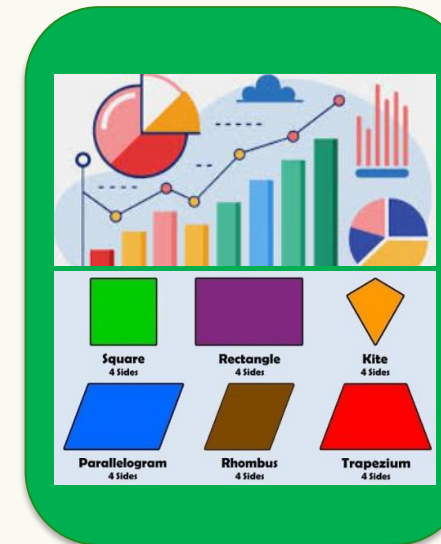 Square Rectangle Kite
4 Sides 4 Sides 4 Sides
Parallelogram Rhombus Trapezium
4 Sides 4 Sides 4 Sides